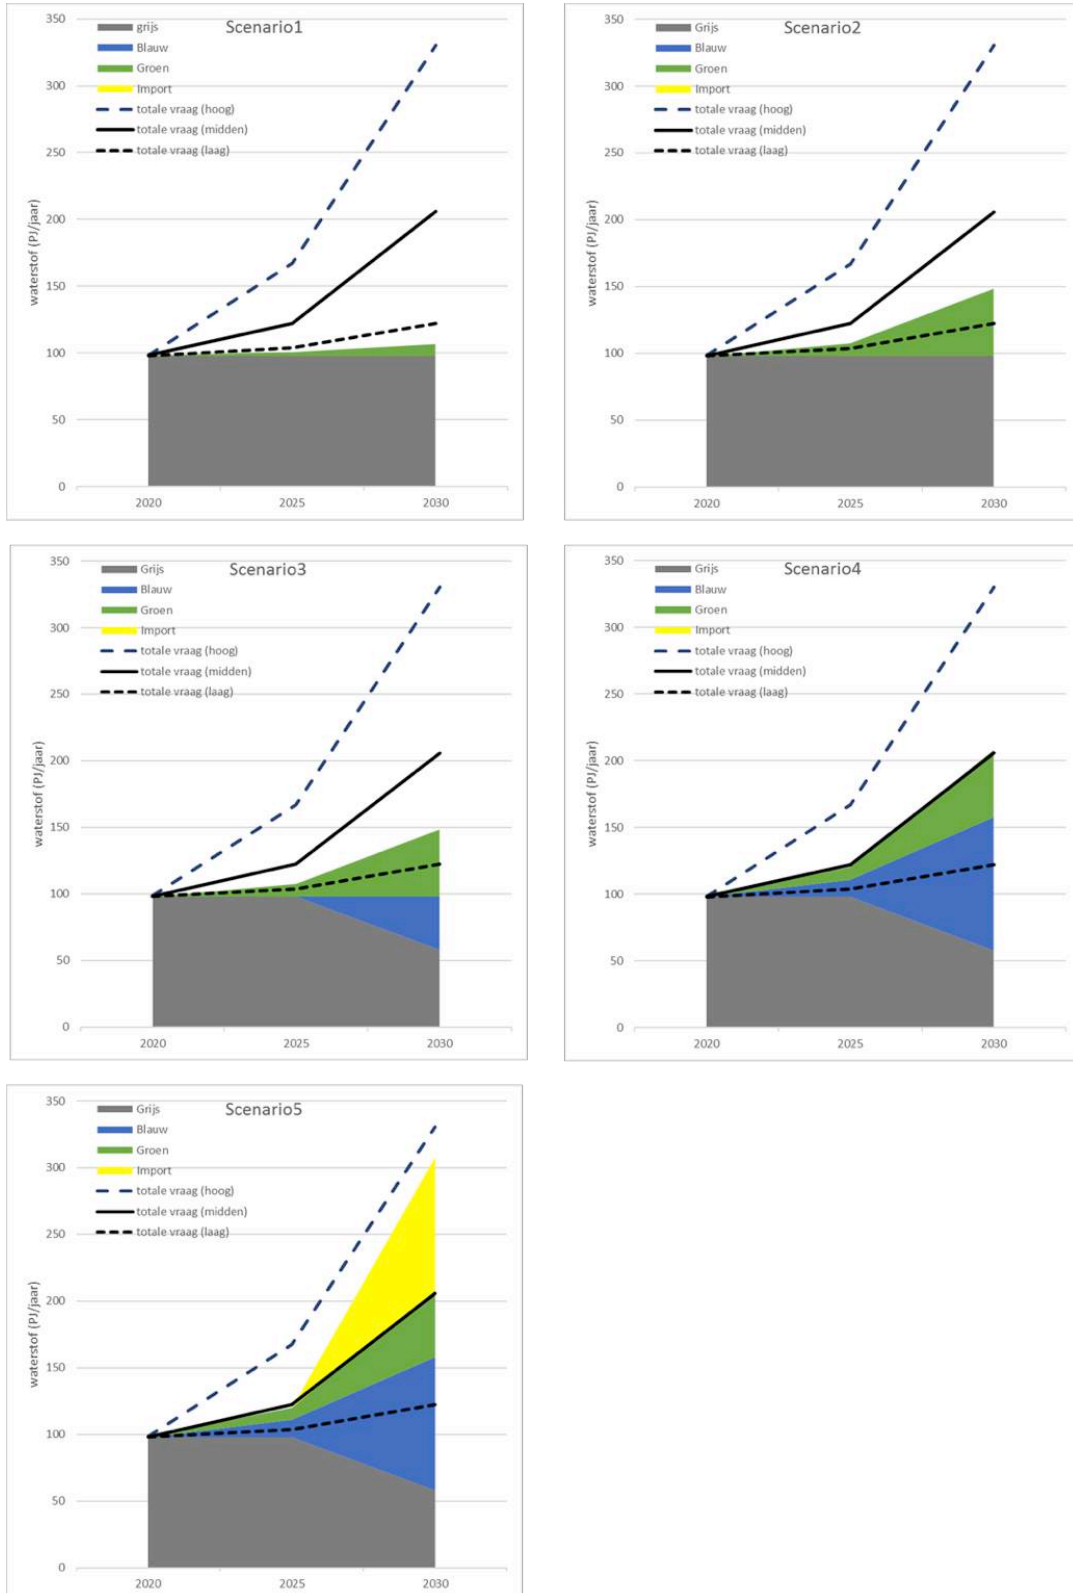 Scenario1
grijs
Blauw
Groen
Import
totale vraag (hoog)
totale vraag (midden)
totale vraag (laag)
waterstof (PJ/jaar)
350
300
250
200
150
100
50
0
2020 2025 2030
Scenario2
Grijs
Blauw
Groen
Import
totale vraag (hoog)
totale vraag (midden)
totale vraag (laag)
waterstof (PJ/jaar)
350
300
250
200
150
100
50
0
2020 2025 2030
Scenario3
Grijs
Blauw
Groen
Import
totale vraag (hoog)
totale vraag (midden)
totale vraag (laag)
waterstof (PJ/jaar)
350
300
250
200
150
100
50
0
2020 2025 2030
Scenario4
Grijs
Blauw
Groen
Import
totale vraag (hoog)
totale vraag (midden)
totale vraag (laag)
waterstof (PJ/jaar)
350
300
250
200
150
100
50
0
2020 2025 2030
Scenario5
Grijs
Blauw
Groen
Import
totale vraag (hoog)
totale vraag (midden)
totale vraag (laag)
waterstof (PJ/jaar)
350
300
250
200
150
100
50
0
2020 2025 2030